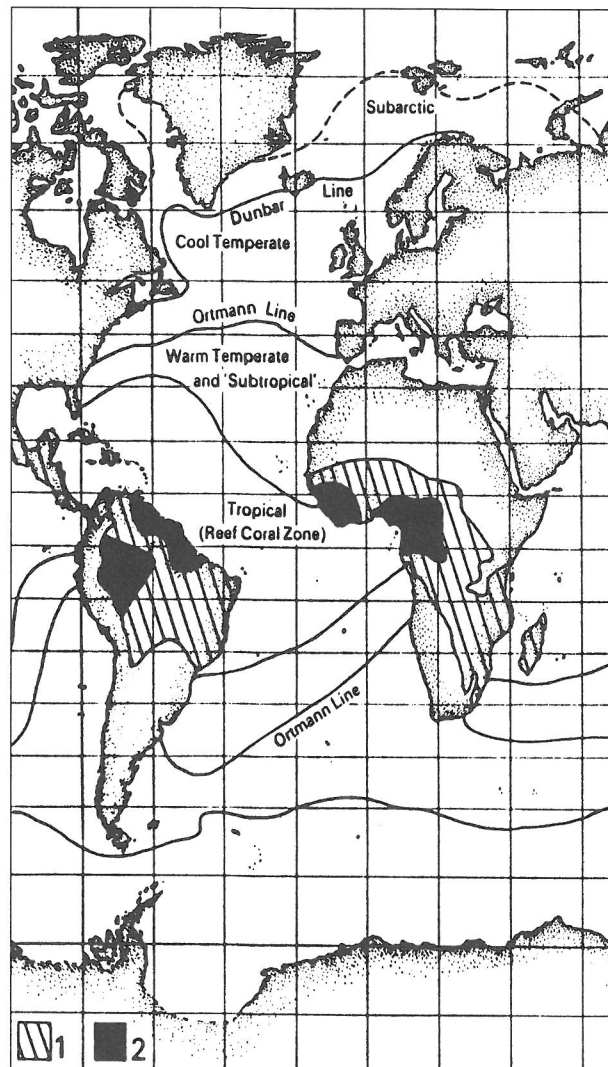 Subarctic
Dunbar Line
Cool Temperate
Ortmann Line
Warm Temperate
and 'Subtropical'
Tropical
(Reef Coral Zone)
Ortmann Line
1 2